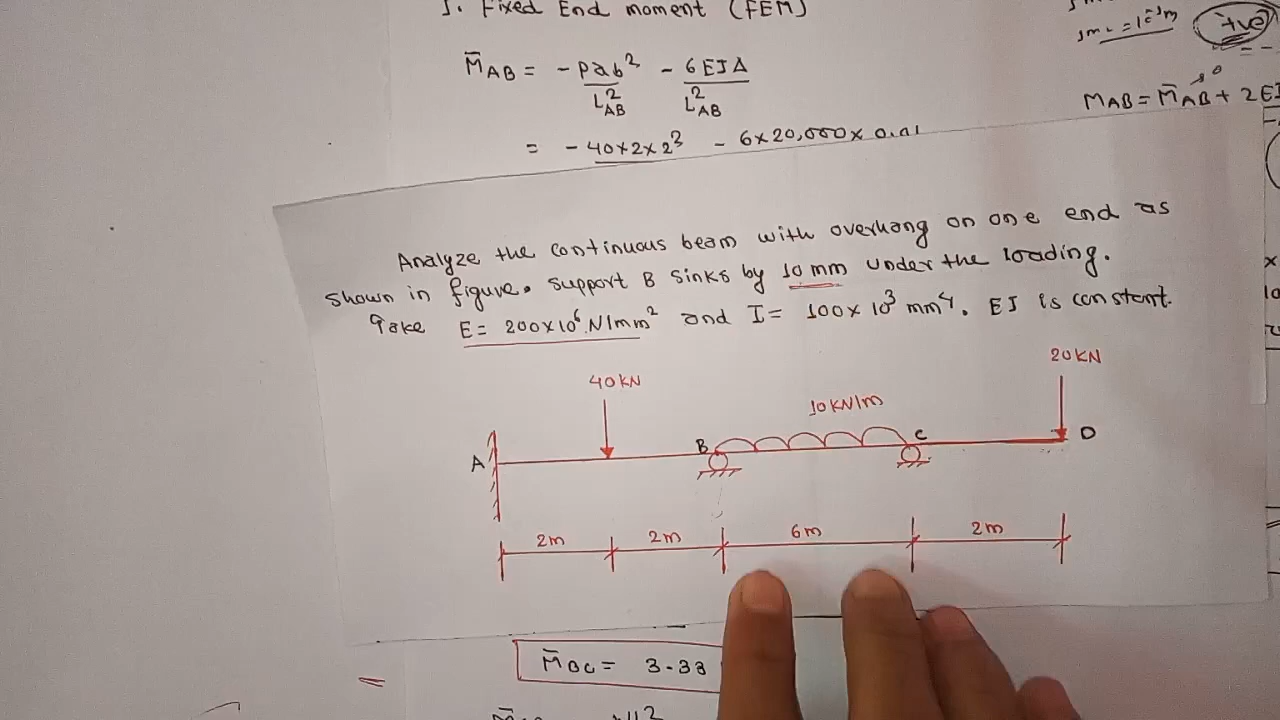 1. Fixed End moment (FEM)
M̄AB = - Pab² - 6EIΔ
L²AB L²AB
= - 40×2×2³ - 6×20,000×0.01
(+ve)
MAB = M̄AB + 2EI
Analyze the continuous beam with overhang on one end as
shown in figure. Support B sinks by 10 mm under the loading.
Take E = 200×10⁶ N/mm² and I = 100×10³ mm⁴. EI is constant.
20KN
40KN
10KN/m
A B C D
2m 2m 6m 2m
M̄BC = 3.33